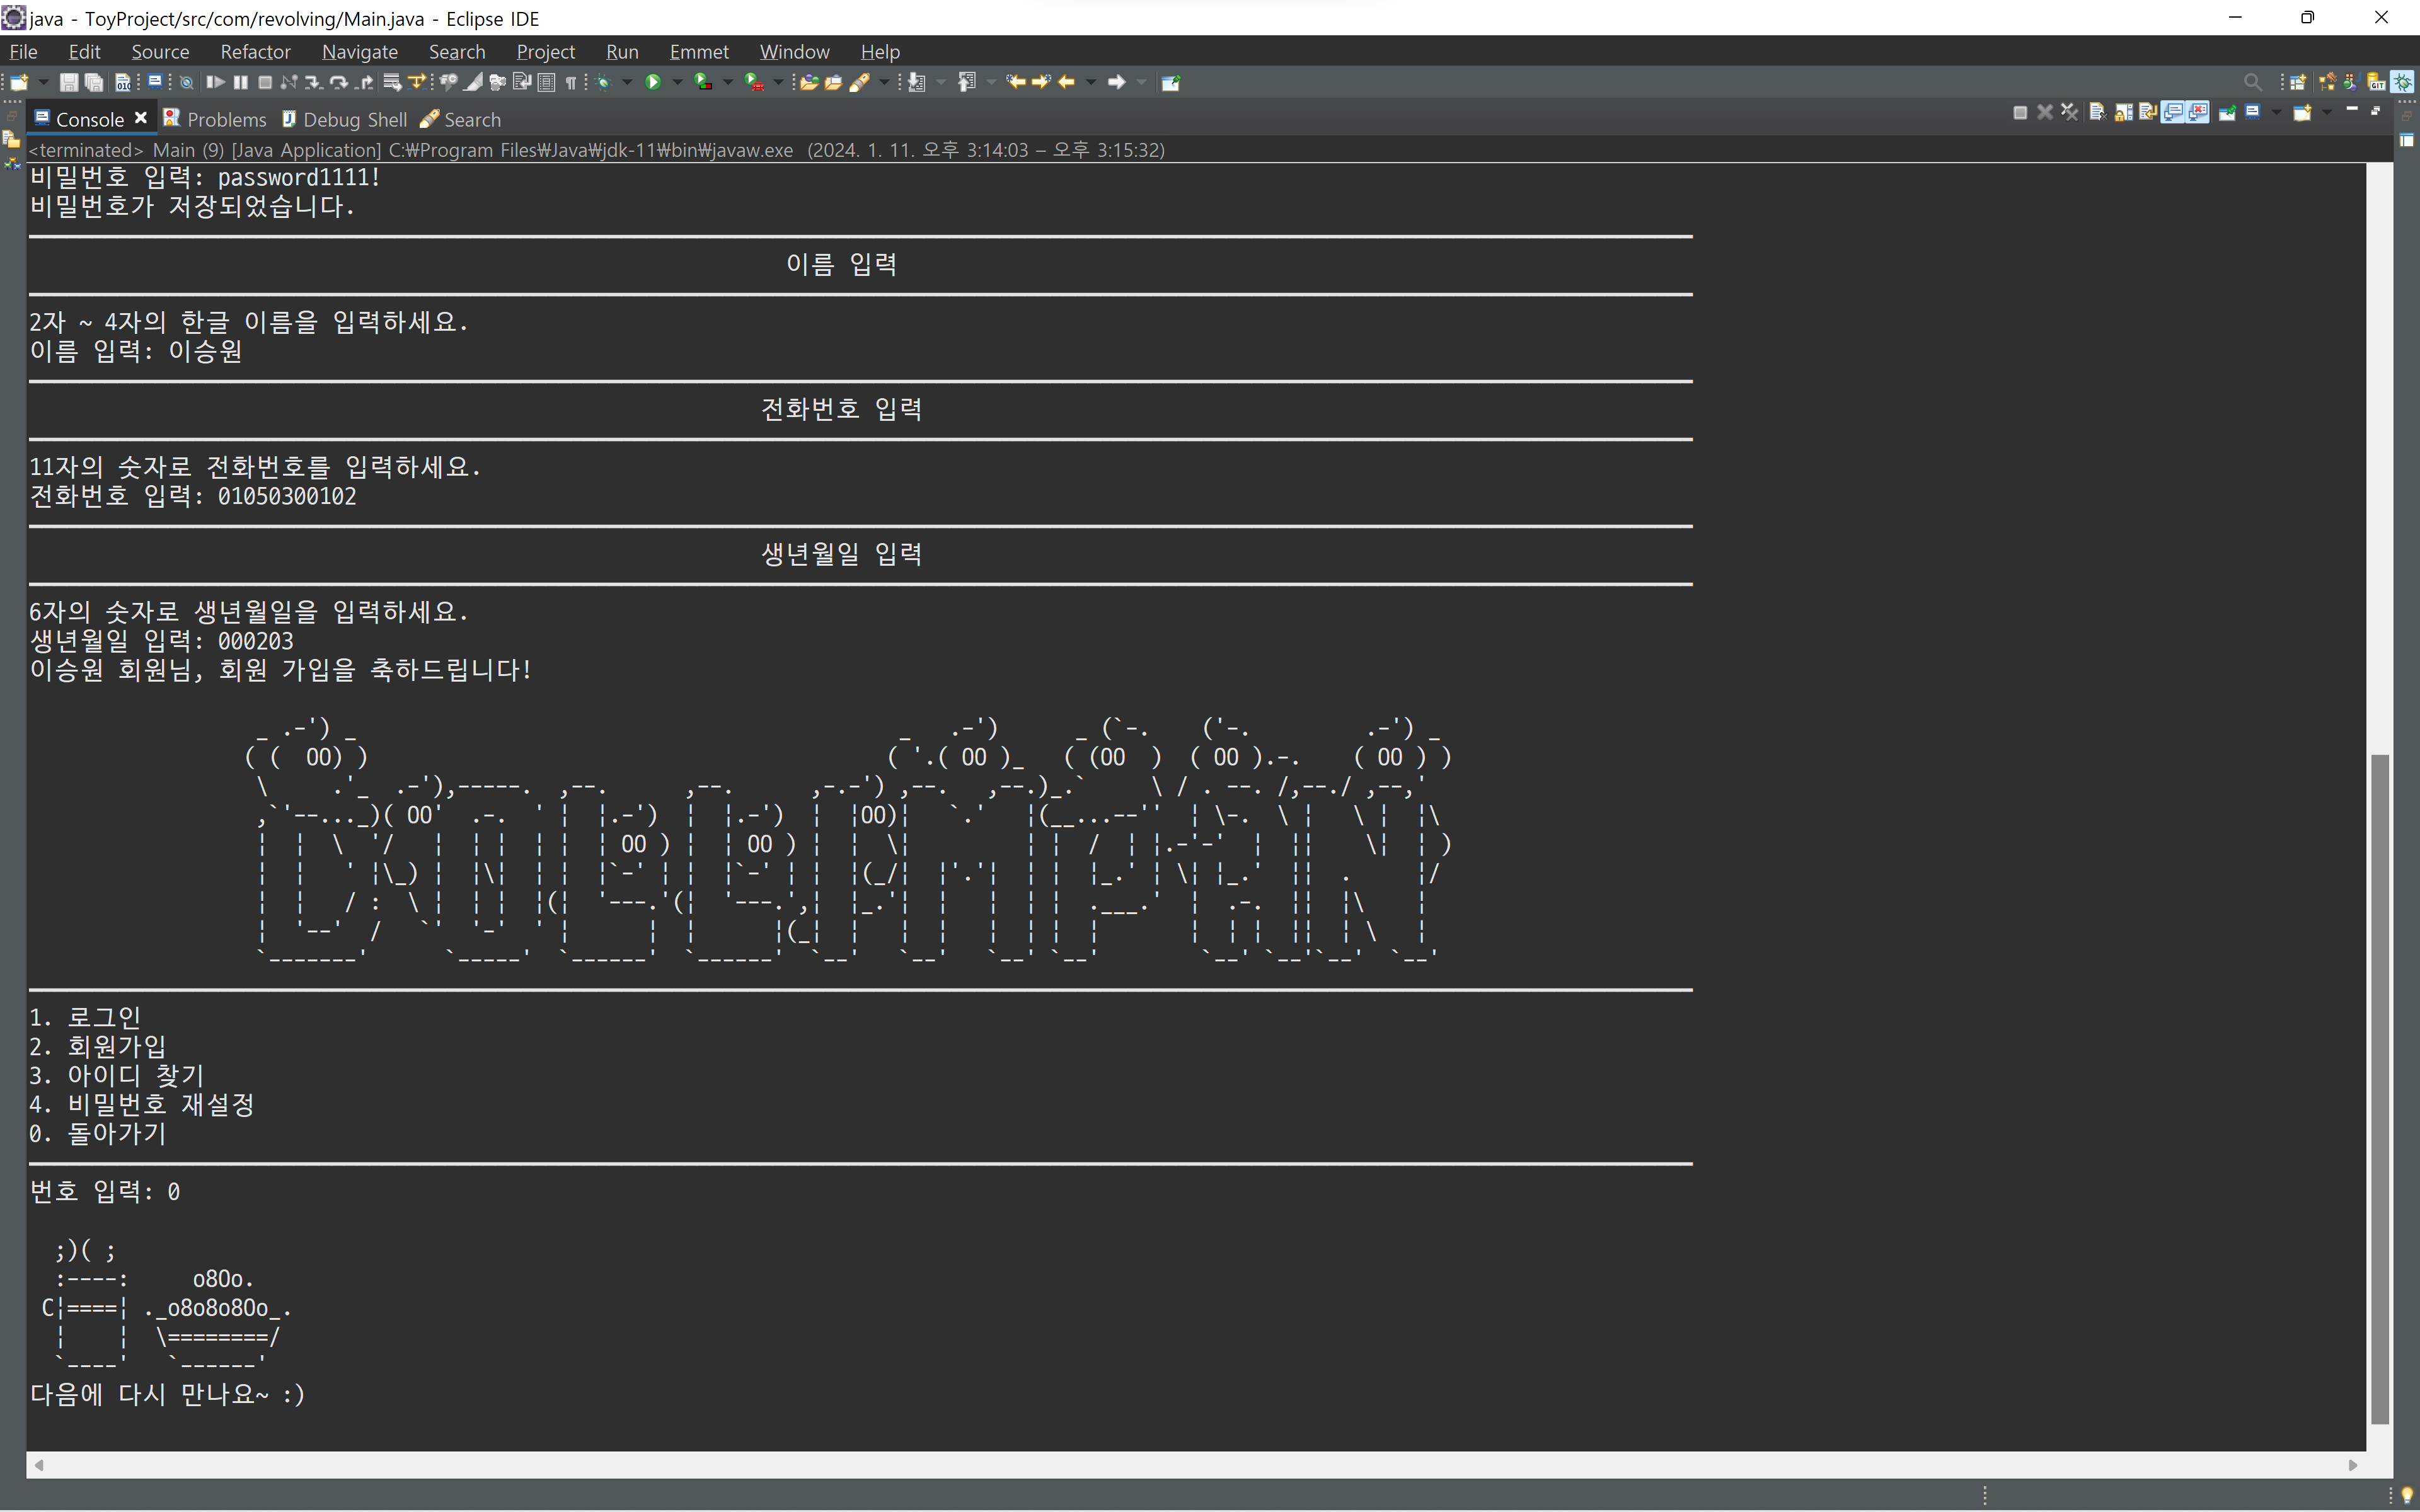 java - ToyProject/src/com/revolving/Main.java - Eclipse IDE
File Edit Source Refactor Navigate Search Project Run Emmet Window Help
Console Problems Debug Shell Search
<terminated> Main (9) [Java Application] C:₩Program Files₩Java₩jdk-11₩bin₩javaw.exe (2024. 1. 11. 오후 3:14:03 – 오후 3:15:32)
비밀번호 입력: password1111!
비밀번호가 저장되었습니다.
이름 입력
2자 ~ 4자의 한글 이름을 입력하세요.
이름 입력: 이승원
전화번호 입력
11자의 숫자로 전화번호를 입력하세요.
전화번호 입력: 01050300102
생년월일 입력
6자의 숫자로 생년월일을 입력하세요.
생년월일 입력: 000203
이승원 회원님, 회원 가입을 축하드립니다!
1. 로그인
2. 회원가입
3. 아이디 찾기
4. 비밀번호 재설정
0. 돌아가기
번호 입력: 0
다음에 다시 만나요~ :)